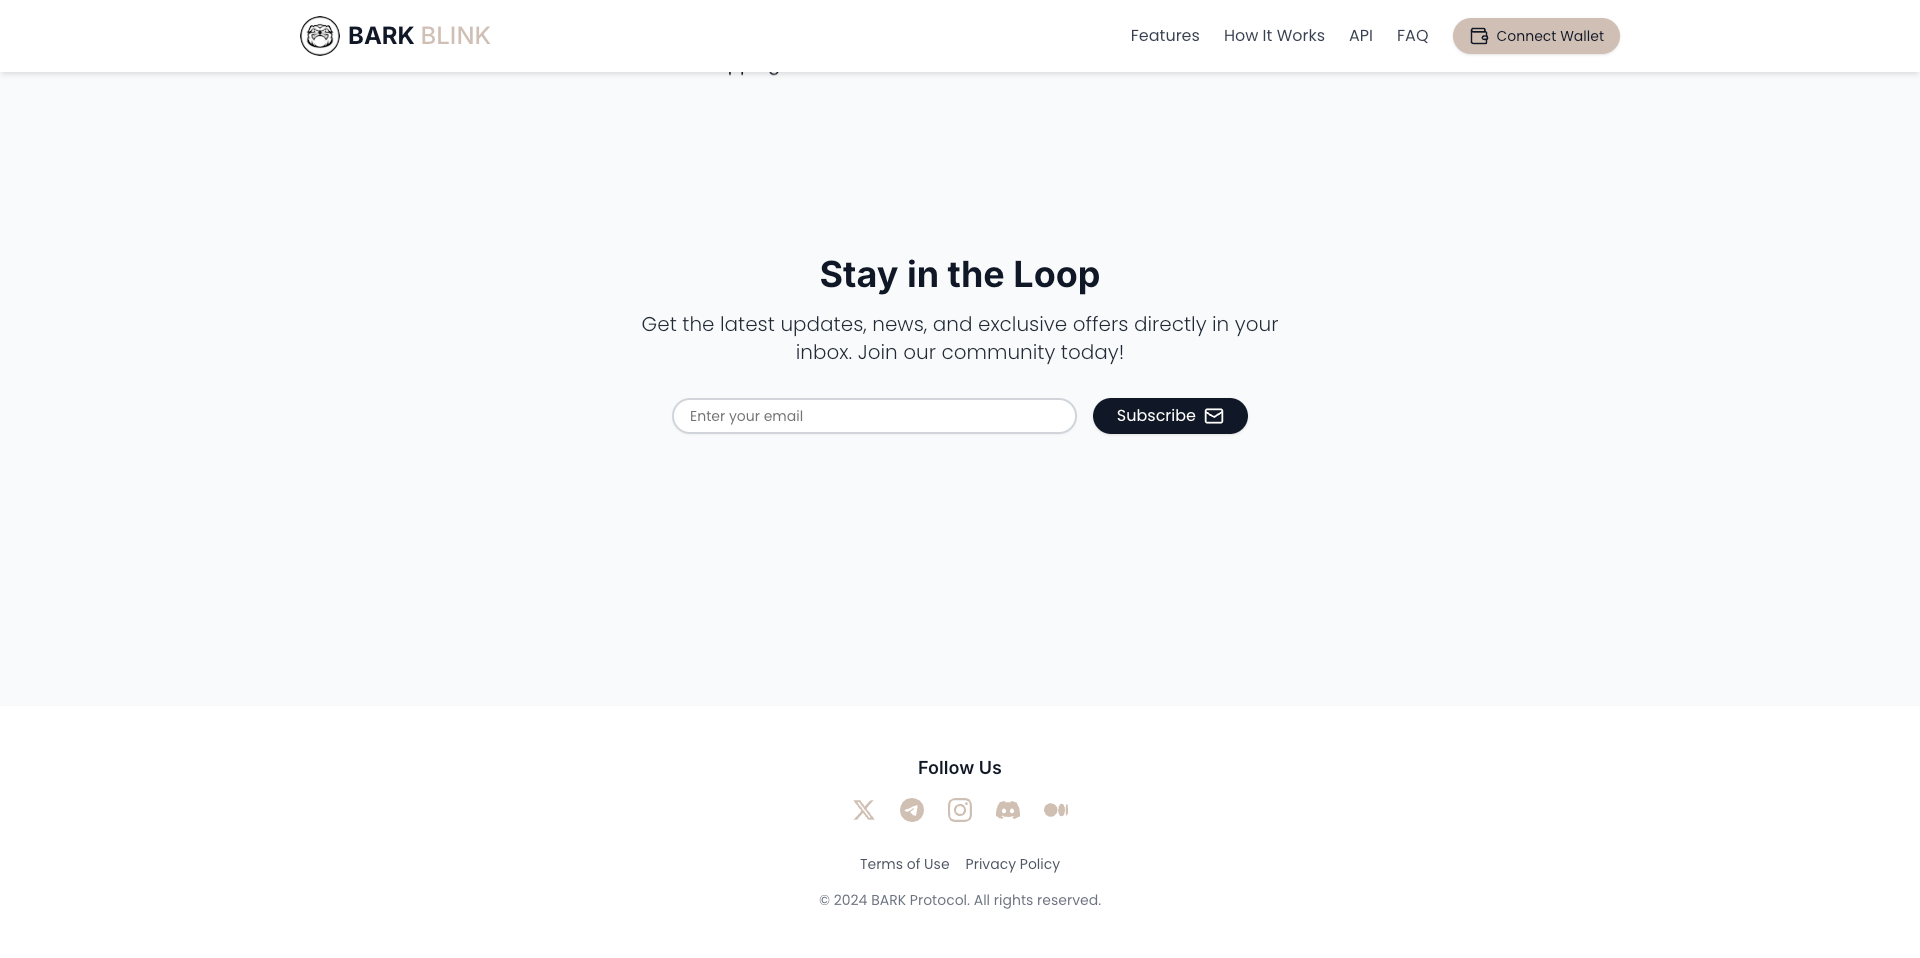 BARK BLINK
Features
How It Works
API
FAQ
Connect Wallet
Stay in the Loop
Get the latest updates, news, and exclusive offers directly in your
inbox. Join our community today!
Enter your email
Subscribe
Follow Us
Terms of Use
Privacy Policy
© 2024 BARK Protocol. All rights reserved.